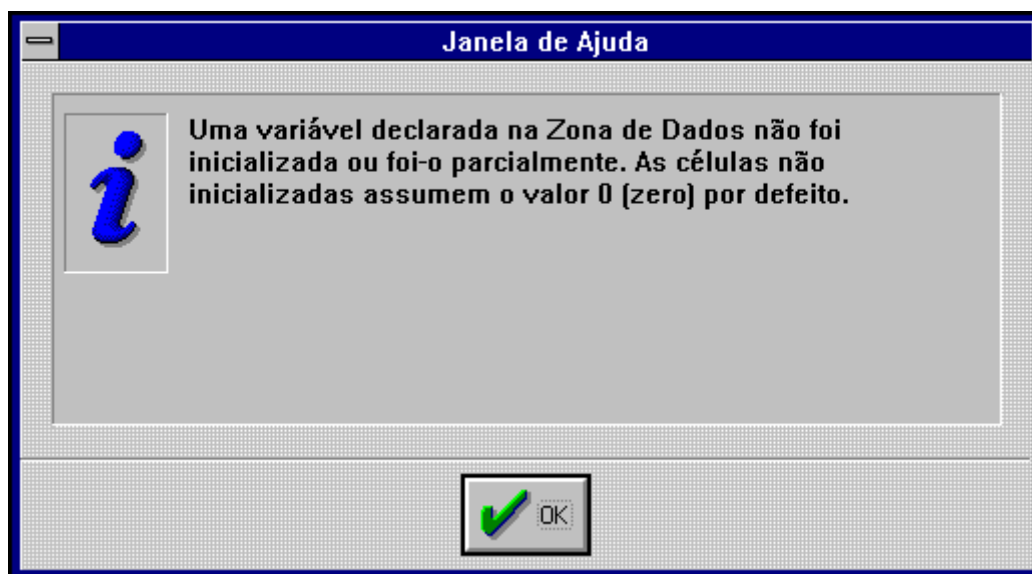 Janela de Ajuda
Uma variável declarada na Zona de Dados não foi
inicializada ou foi-o parcialmente. As células não
inicializadas assumem o valor 0 (zero) por defeito.
OK